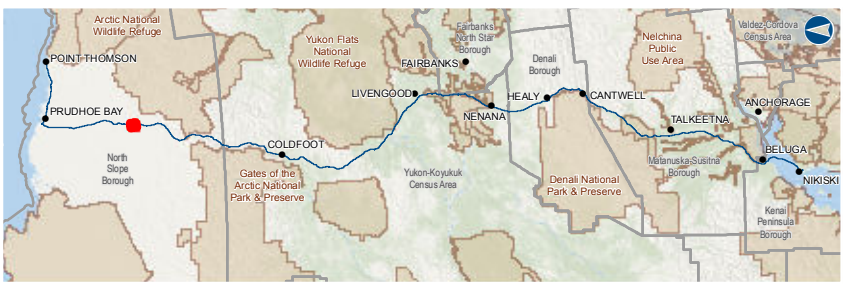 Arctic National
Wildlife Refuge
POINT THOMSON
PRUDHOE BAY
North
Slope
Borough
COLDFOOT
Gates of the
Arctic National
Park & Preserve
Yukon Flats
National
Wildlife Refuge
LIVENGOOD
Yukon-Koyukuk
Census Area
Fairbanks
North Star
Borough
FAIRBANKS
NENANA
Denali
Borough
HEALY
CANTWELL
Denali National
Park & Preserve
Nelchina
Public
Use Area
TALKEETNA
Matanuska-Susitna
Borough
Valdez-Cordova
Census Area
ANCHORAGE
BELUGA
NIKISKI
Kenai
Peninsula
Borough